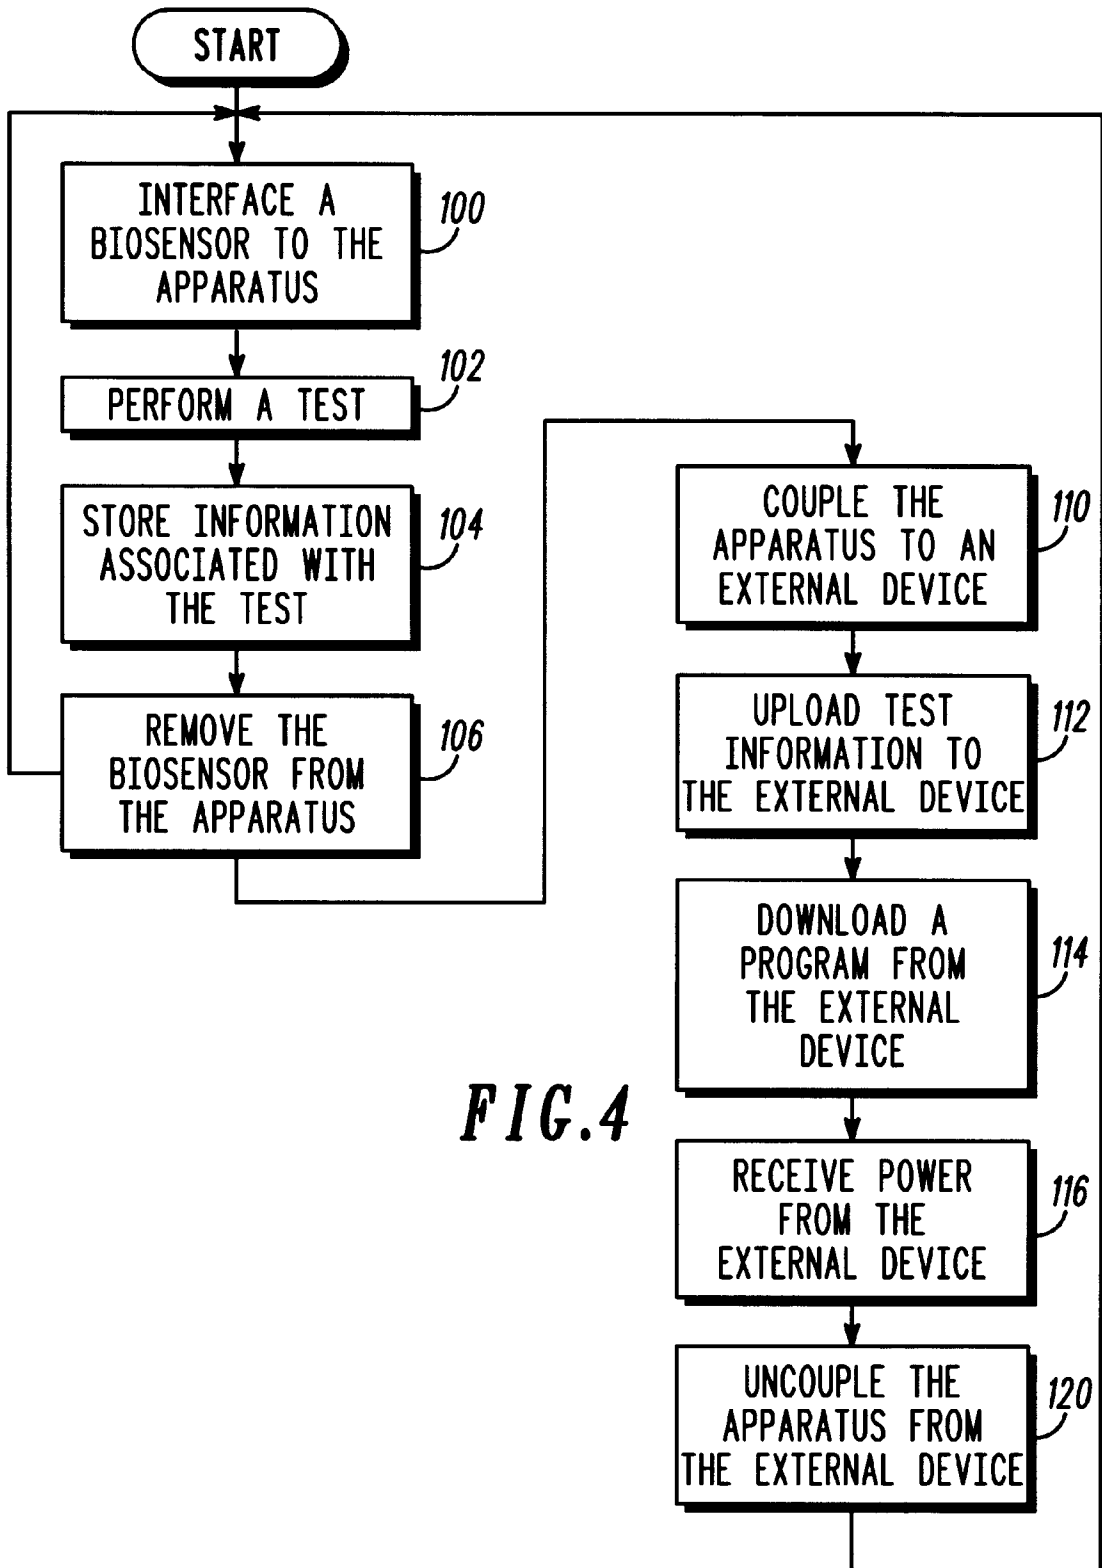 START
INTERFACE A
BIOSENSOR TO THE
APPARATUS
100
PERFORM A TEST
102
STORE INFORMATION
ASSOCIATED WITH
THE TEST
104
REMOVE THE
BIOSENSOR FROM
THE APPARATUS
106
COUPLE THE
APPARATUS TO AN
EXTERNAL DEVICE
110
UPLOAD TEST
INFORMATION TO
THE EXTERNAL DEVICE
112
DOWNLOAD A
PROGRAM FROM
THE EXTERNAL
DEVICE
114
RECEIVE POWER
FROM THE
EXTERNAL DEVICE
116
UNCOUPLE THE
APPARATUS FROM
THE EXTERNAL DEVICE
120
FIG.4